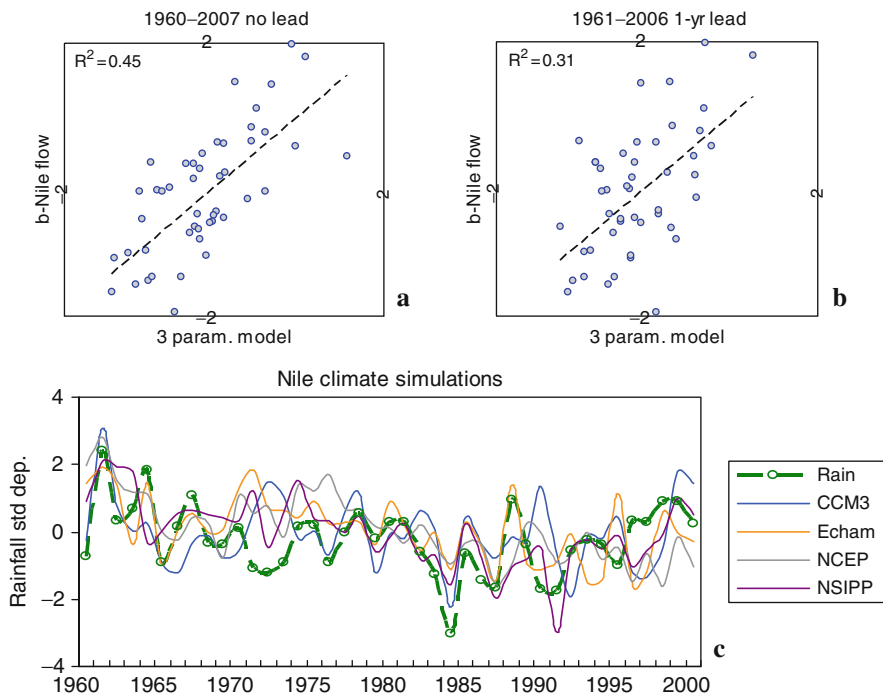 1960–2007 no lead
2
R²=0.45
b-Nile flow
–2
2
–2
3 param. model
a
1961–2006 1-yr lead
2
R²=0.31
b-Nile flow
–2
2
–2
3 param. model
b
Nile climate simulations
4
2
0
–2
–4
Rainfall std dep.
1960 1965 1970 1975 1980 1985 1990 1995 2000
c
Rain
CCM3
Echam
NCEP
NSIPP